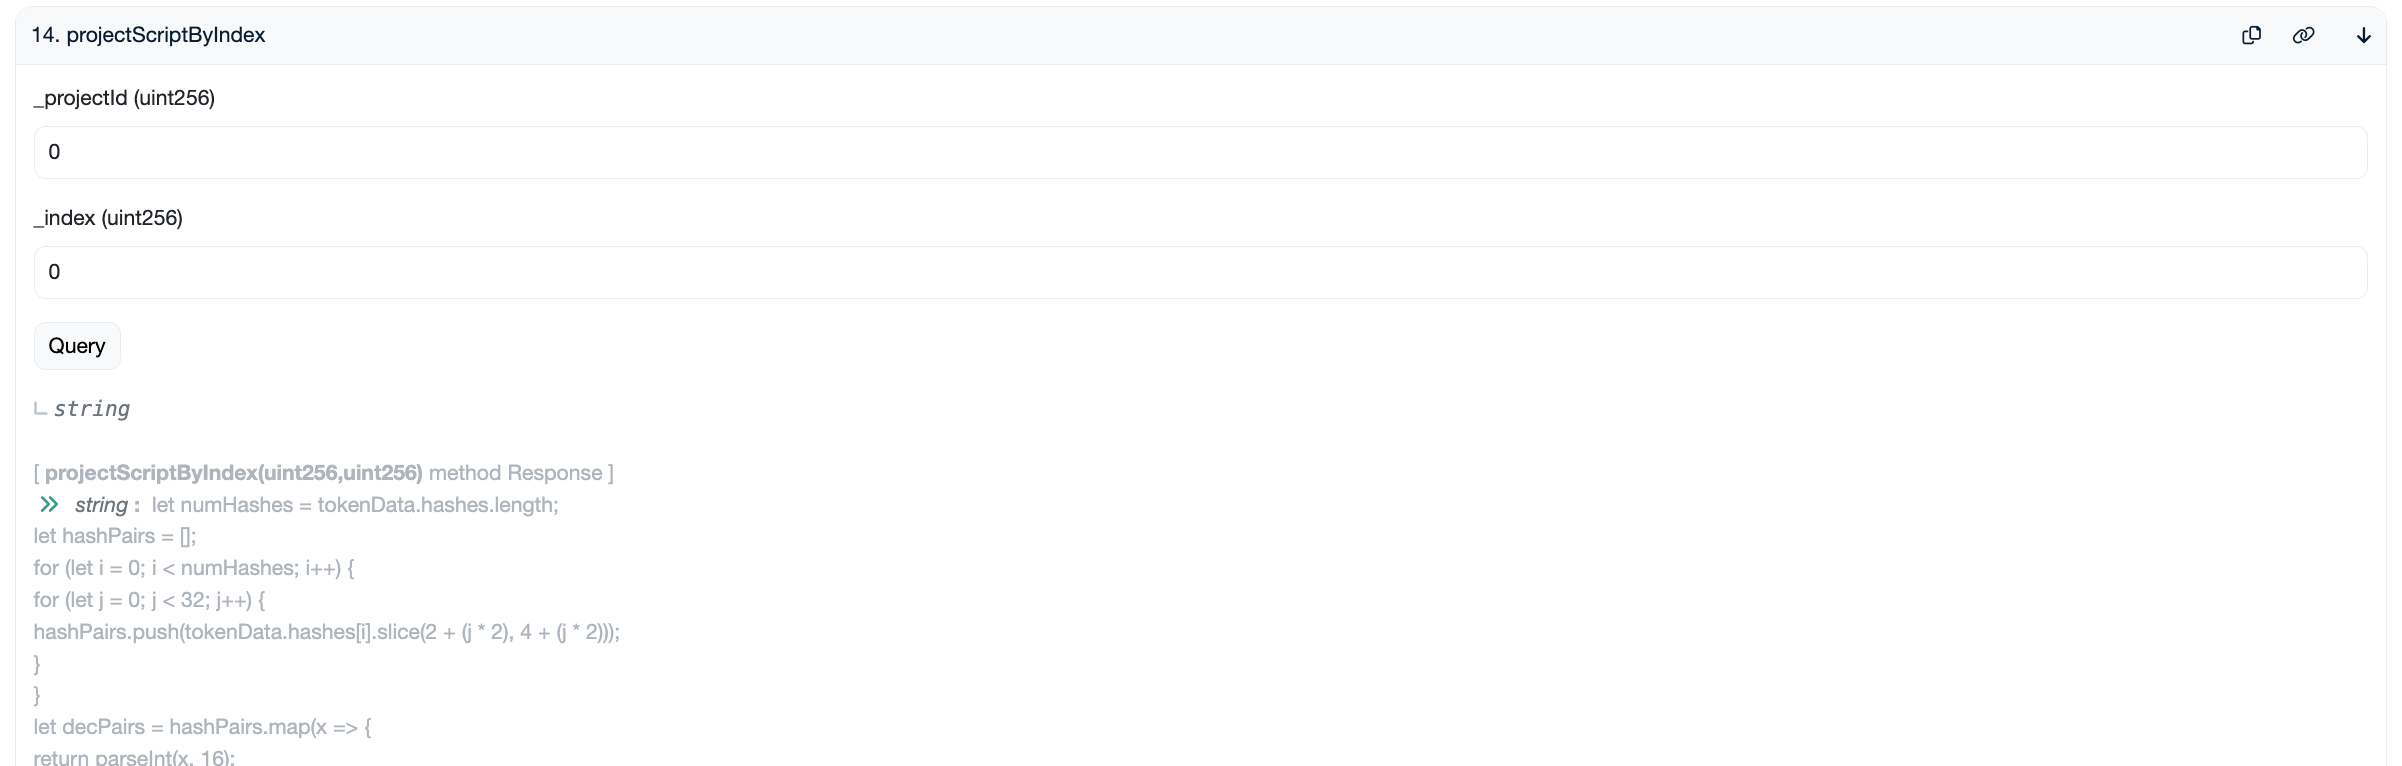 14. projectScriptByIndex
_projectId (uint256)
0
_index (uint256)
0
Query
string
[ projectScriptByIndex(uint256,uint256) method Response ]
string : let numHashes = tokenData.hashes.length;
let hashPairs = [];
for (let i = 0; i < numHashes; i++) {
for (let j = 0; j < 32; j++) {
hashPairs.push(tokenData.hashes[i].slice(2 + (j * 2), 4 + (j * 2)));
}
}
let decPairs = hashPairs.map(x => {
return parseInt(x, 16);